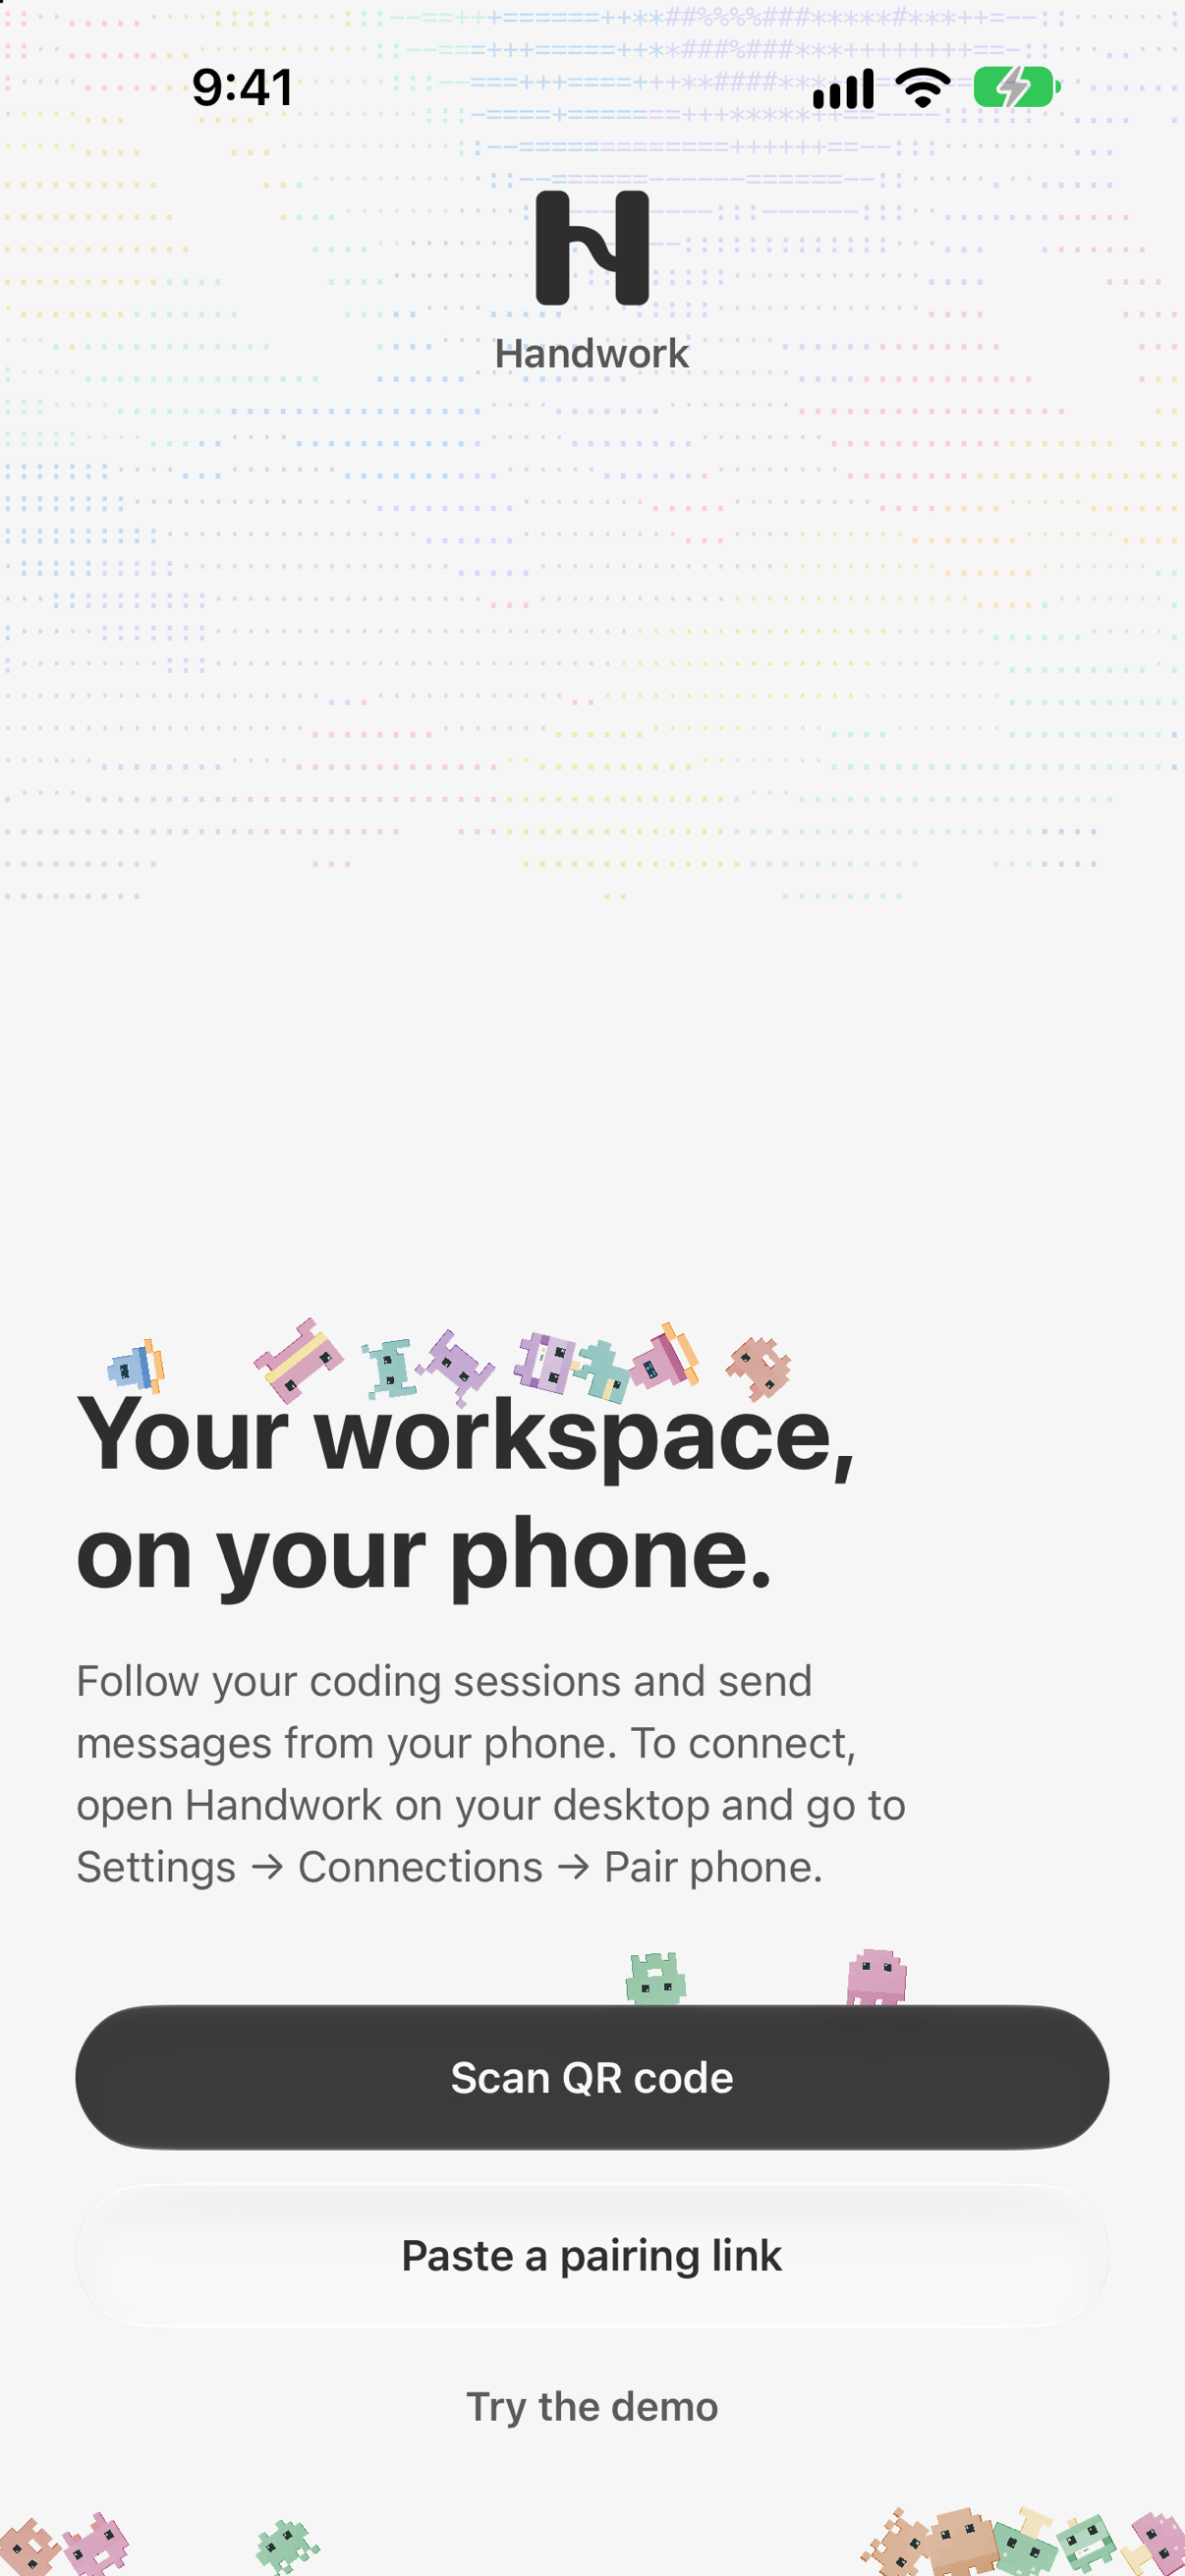 9:41
Handwork
Your workspace,
on your phone.
Follow your coding sessions and send
messages from your phone. To connect,
open Handwork on your desktop and go to
Settings → Connections → Pair phone.
Scan QR code
Paste a pairing link
Try the demo